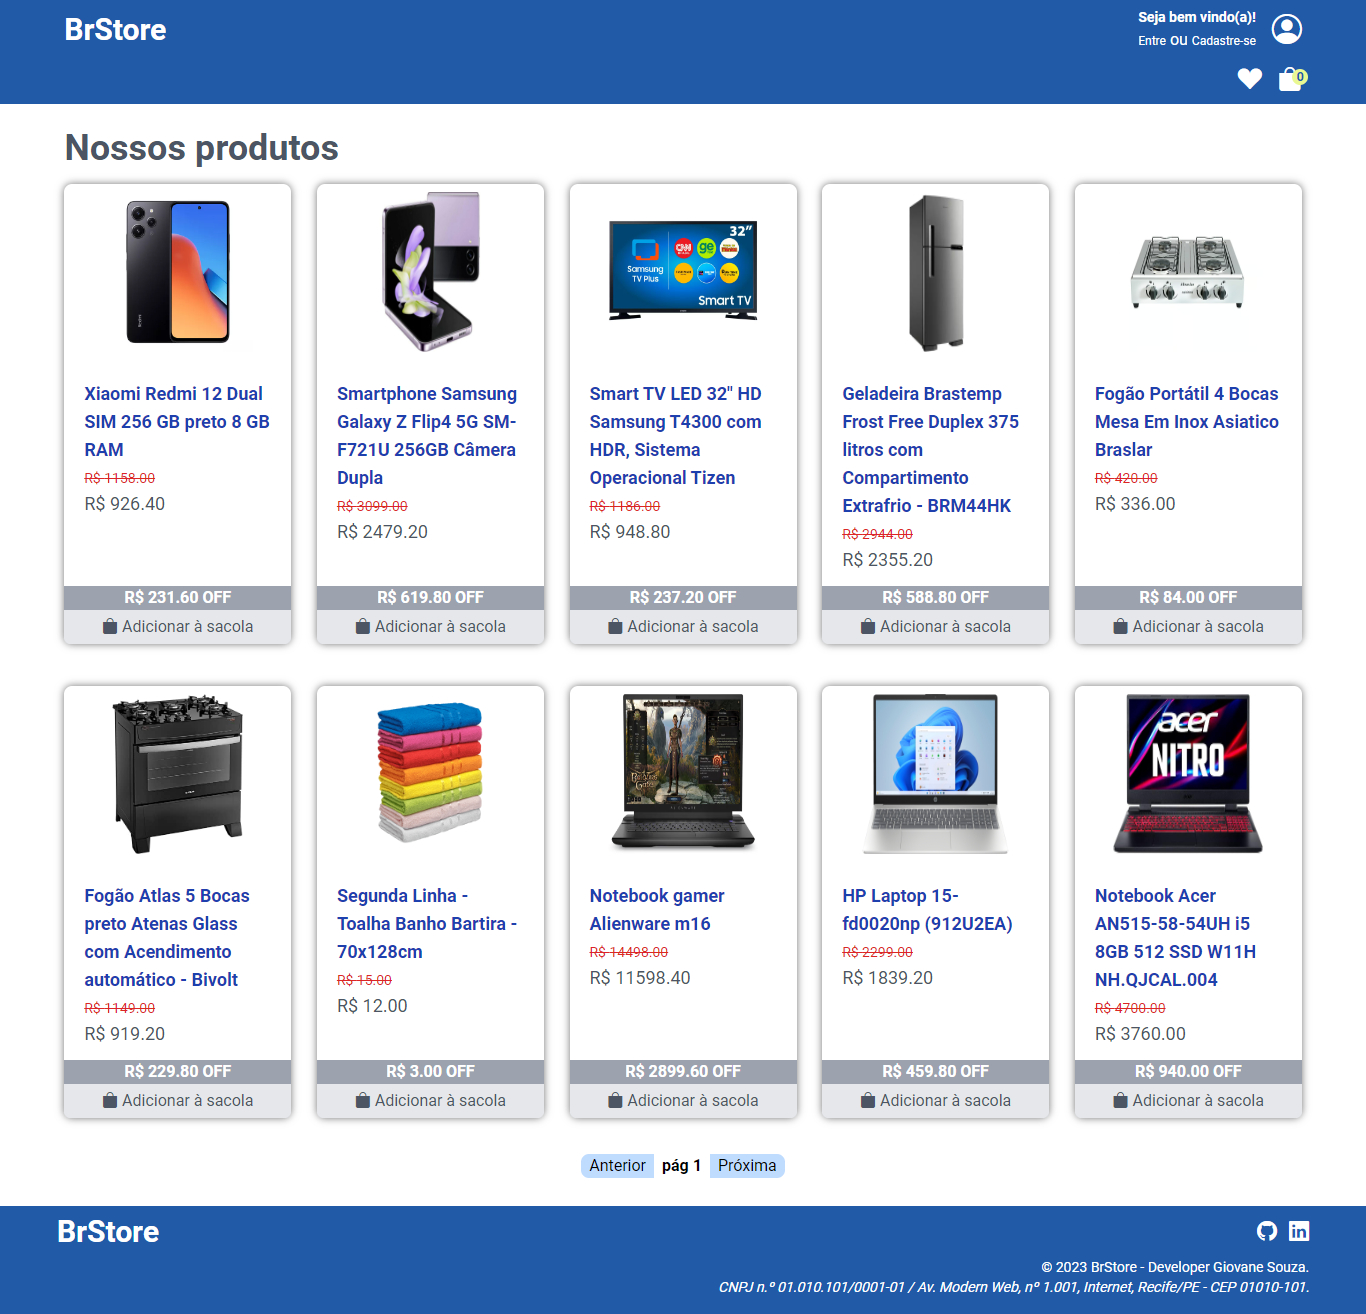 BrStore
Seja bem vindo(a)!
Entre ou Cadastre-se
0
Nossos produtos
32”
Samsung TV Plus
CNN
ge
Smart TV
Xiaomi Redmi 12 Dual
SIM 256 GB preto 8 GB
RAM
R$ 1158.00
R$ 926.40
R$ 231.60 OFF
Adicionar à sacola
Smartphone Samsung
Galaxy Z Flip4 5G SM-
F721U 256GB Câmera
Dupla
R$ 3099.00
R$ 2479.20
R$ 619.80 OFF
Adicionar à sacola
Smart TV LED 32" HD
Samsung T4300 com
HDR, Sistema
Operacional Tizen
R$ 1186.00
R$ 948.80
R$ 237.20 OFF
Adicionar à sacola
Geladeira Brastemp
Frost Free Duplex 375
litros com
Compartimento
Extrafrio - BRM44HK
R$ 2944.00
R$ 2355.20
R$ 588.80 OFF
Adicionar à sacola
Fogão Portátil 4 Bocas
Mesa Em Inox Asiatico
Braslar
R$ 420.00
R$ 336.00
R$ 84.00 OFF
Adicionar à sacola
Fogão Atlas 5 Bocas
preto Atenas Glass
com Acendimento
automático - Bivolt
R$ 1149.00
R$ 919.20
R$ 229.80 OFF
Adicionar à sacola
Segunda Linha -
Toalha Banho Bartira -
70x128cm
R$ 15.00
R$ 12.00
R$ 3.00 OFF
Adicionar à sacola
Notebook gamer
Alienware m16
R$ 14498.00
R$ 11598.40
R$ 2899.60 OFF
Adicionar à sacola
HP Laptop 15-
fd0020np (912U2EA)
R$ 2299.00
R$ 1839.20
R$ 459.80 OFF
Adicionar à sacola
acer
NITRO
Notebook Acer
AN515-58-54UH i5
8GB 512 SSD W11H
NH.QJCAL.004
R$ 4700.00
R$ 3760.00
R$ 940.00 OFF
Adicionar à sacola
Anterior pág 1 Próxima
BrStore
© 2023 BrStore - Developer Giovane Souza.
CNPJ n.º 01.010.101/0001-01 / Av. Modern Web, nº 1.001, Internet, Recife/PE - CEP 01010-101.